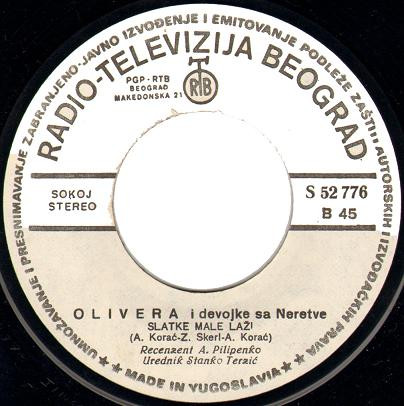 UMNOŽAVANJE I PRESNIMAVANJE ZABRANJENO-JAVNO IZVOĐENJE I EMITOVANJE PODLEŽE ZAŠTITI AUTORSKIH I IZVOĐAČKIH PRAVA
RADIO-TELEVIZIJA BEOGRAD
PGP-RTB
BEOGRAD
MAKEDONSKA 21
RTB
SOKOJ
STEREO
S 52 776
B 45
OLIVERA i devojke sa Neretve
SLATKE MALE LAŽI
(A. Korać-Z. Skerl-A. Korać)
Recenzent A. Pilipenko
Urednik Stanko Terzić
★ MADE IN YUGOSLAVIA ★